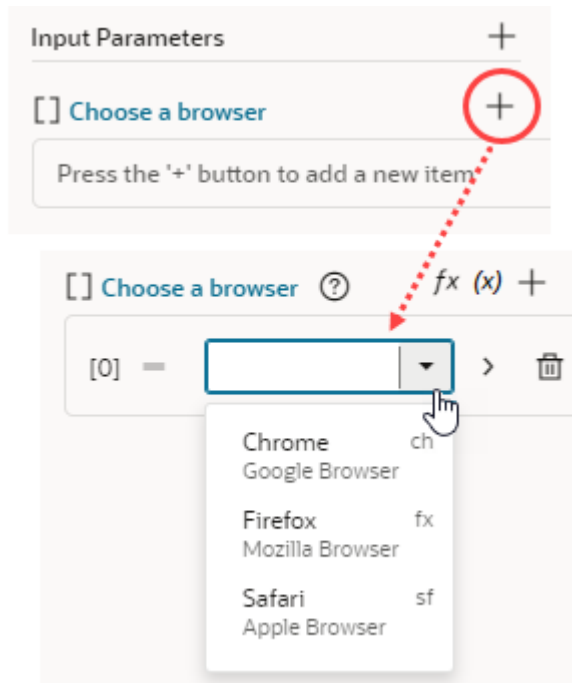 Input Parameters +
[] Choose a browser +
Press the '+' button to add a new item
[] Choose a browser ? fx (x) +
[0] =
Chrome ch
Google Browser
Firefox fx
Mozilla Browser
Safari sf
Apple Browser